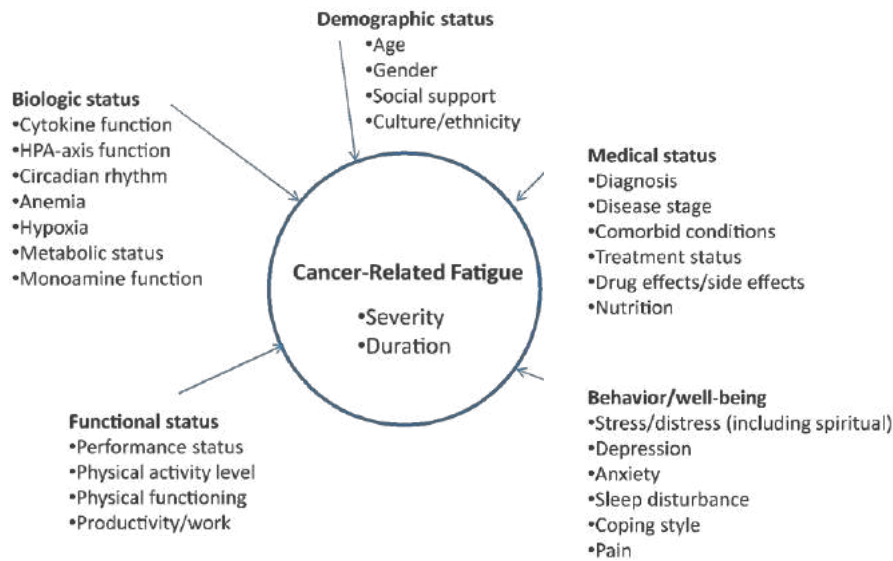 Demographic status
•Age
•Gender
•Social support
•Culture/ethnicity
Biologic status
•Cytokine function
•HPA-axis function
•Circadian rhythm
•Anemia
•Hypoxia
•Metabolic status
•Monoamine function
Medical status
•Diagnosis
•Disease stage
•Comorbid conditions
•Treatment status
•Drug effects/side effects
•Nutrition
Cancer-Related Fatigue
•Severity
•Duration
Functional status
•Performance status
•Physical activity level
•Physical functioning
•Productivity/work
Behavior/well-being
•Stress/distress (including spiritual)
•Depression
•Anxiety
•Sleep disturbance
•Coping style
•Pain